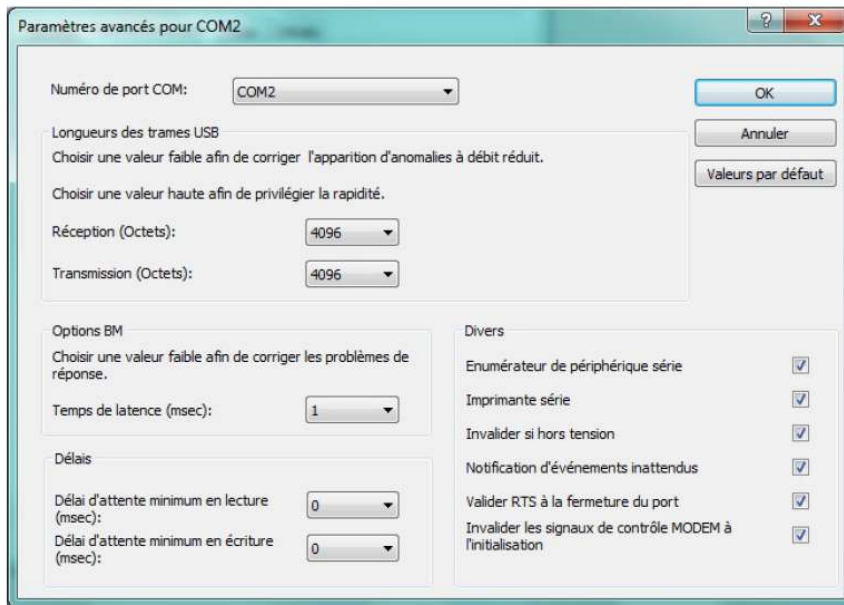 Paramètres avancés pour COM2
Numéro de port COM: COM2
OK
Longueurs des trames USB
Annuler
Choisir une valeur faible afin de corriger l'apparition d'anomalies à débit réduit.
Valeurs par défaut
Choisir une valeur haute afin de privilégier la rapidité.
Réception (Octets): 4096
Transmission (Octets): 4096
Options BM
Choisir une valeur faible afin de corriger les problèmes de
réponse.
Temps de latence (msec): 1
Délais
Délai d'attente minimum en lecture
(msec): 0
Délai d'attente minimum en écriture
(msec): 0
Divers
Enumérateur de périphérique série
Imprimante série
Invalider si hors tension
Notification d'événements inattendus
Valider RTS à la fermeture du port
Invalider les signaux de contrôle MODEM à
l'initialisation